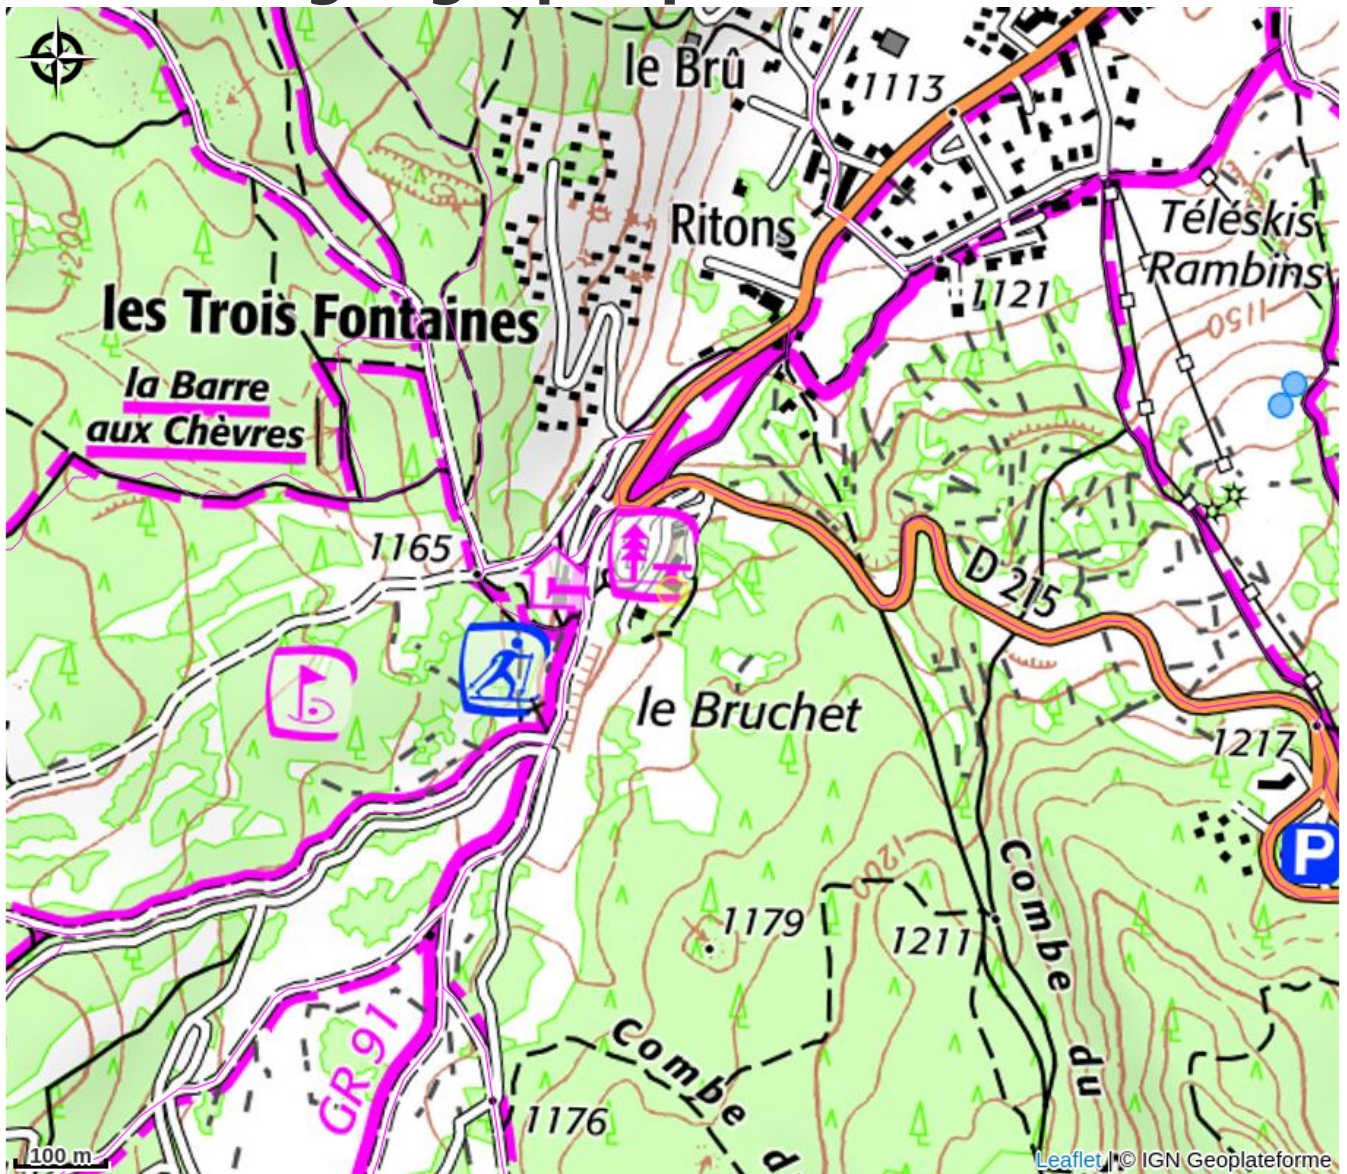 le Brû
1113
Ritons
Téléskis
Rambins
1200
1121
1150
les Trois Fontaines
la Barre
aux Chèvres
1165
D 215
le Bruchet
1217
P
Combe
du
1179
1211
GR 91
Combe
du
1176
100 m
Leaflet | © IGN Geoplateforme